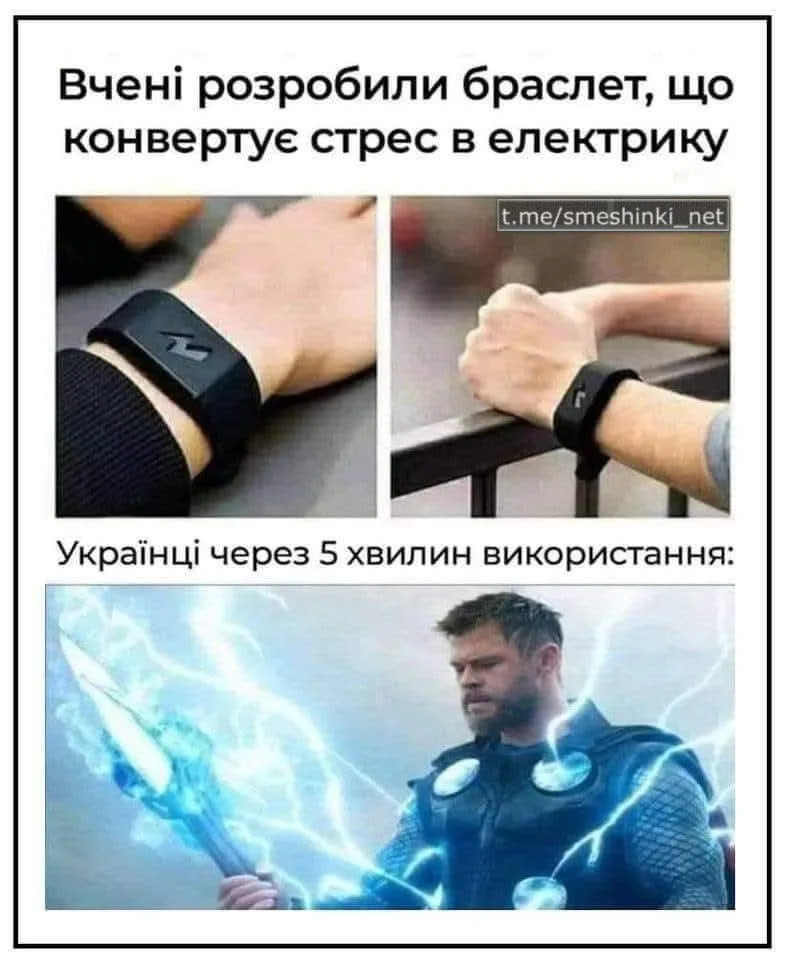 Вчені розробили браслет, що
конвертує стрес в електрику
t.me/smeshinki_net
Українці через 5 хвилин використання: